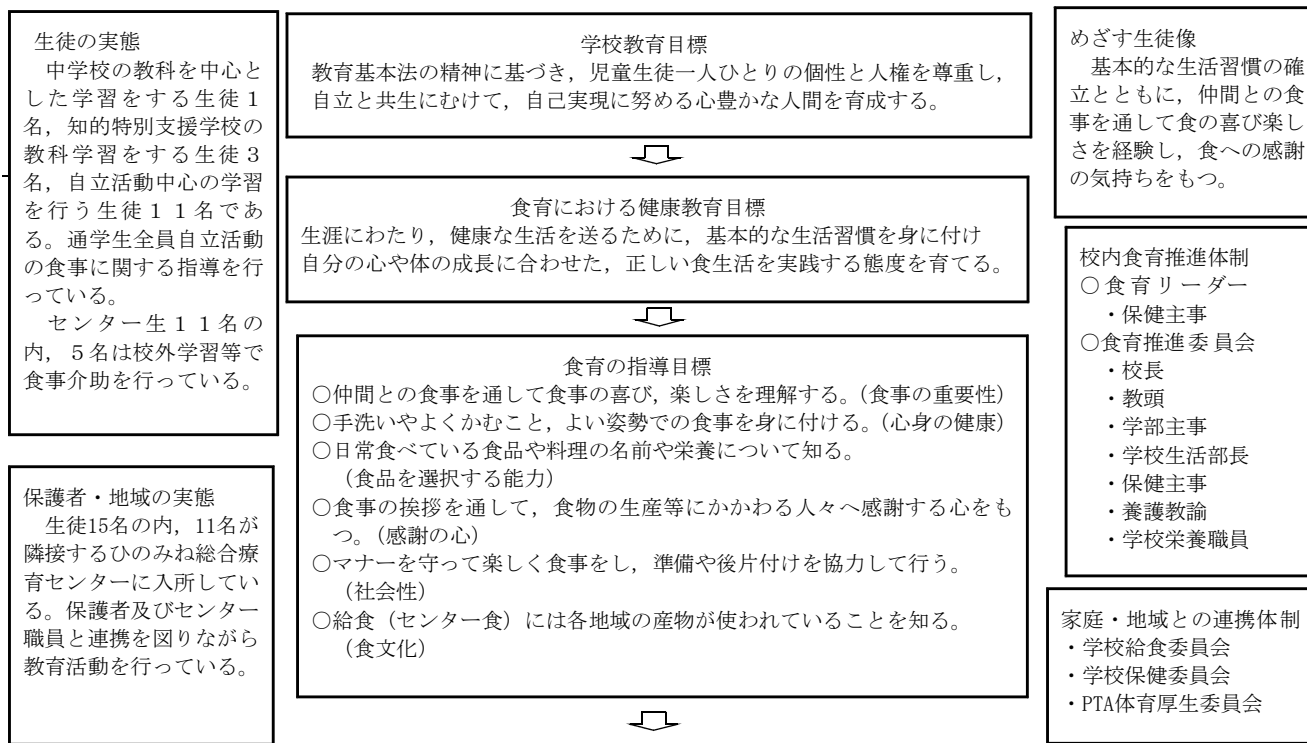 生徒の実態
中学校の教科を中心と
した学習をする生徒１
名，知的特別支援学校の
教科学習をする生徒３
名，自立活動中心の学習
を行う生徒１１名であ
る。通学生全員自立活動
の食事に関する指導を行
っている。
センター生１１名の
内，５名は校外学習等で
食事介助を行っている。
保護者・地域の実態
生徒15名の内，11名が
隣接するひのみね総合療
育センターに入所してい
る。保護者及びセンター
職員と連携を図りながら
教育活動を行っている。
学校教育目標
教育基本法の精神に基づき，児童生徒一人ひとりの個性と人権を尊重し，
自立と共生にむけて，自己実現に努める心豊かな人間を育成する。
食育における健康教育目標
生涯にわたり，健康な生活を送るために，基本的な生活習慣を身に付け
自分の心や体の成長に合わせた，正しい食生活を実践する態度を育てる。
食育の指導目標
○仲間との食事を通して食事の喜び，楽しさを理解する。（食事の重要性）
○手洗いやよくかむこと，よい姿勢での食事を身に付ける。（心身の健康）
○日常食べている食品や料理の名前や栄養について知る。
（食品を選択する能力）
○食事の挨拶を通して，食物の生産等にかかわる人々へ感謝する心をも
つ。（感謝の心）
○マナーを守って楽しく食事をし，準備や後片付けを協力して行う。
（社会性）
○給食（センター食）には各地域の産物が使われていることを知る。
（食文化）
めざす生徒像
基本的な生活習慣の確
立とともに，仲間との食
事を通して食の喜び楽し
さを経験し，食への感謝
の気持ちをもつ。
校内食育推進体制
○食育リーダー
・保健主事
○食育推進委員会
・校長
・教頭
・学部主事
・学校生活部長
・保健主事
・養護教諭
・学校栄養職員
家庭・地域との連携体制
・学校給食委員会
・学校保健委員会
・PTA体育厚生委員会